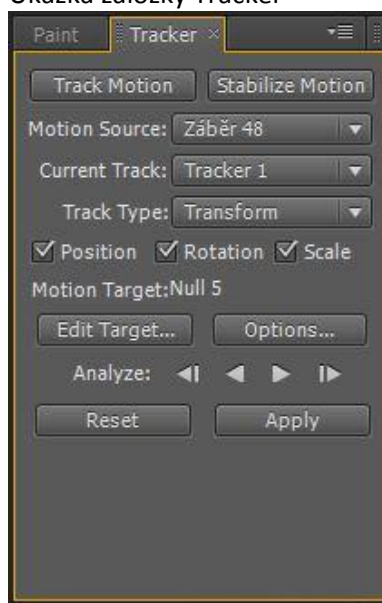 Ukázka záložky Tracker
Paint Tracker ×
Track Motion Stabilize Motion
Motion Source: Záběr 48
Current Track: Tracker 1
Track Type: Transform
Position Rotation Scale
Motion Target:Null 5
Edit Target... Options...
Analyze:
Reset Apply